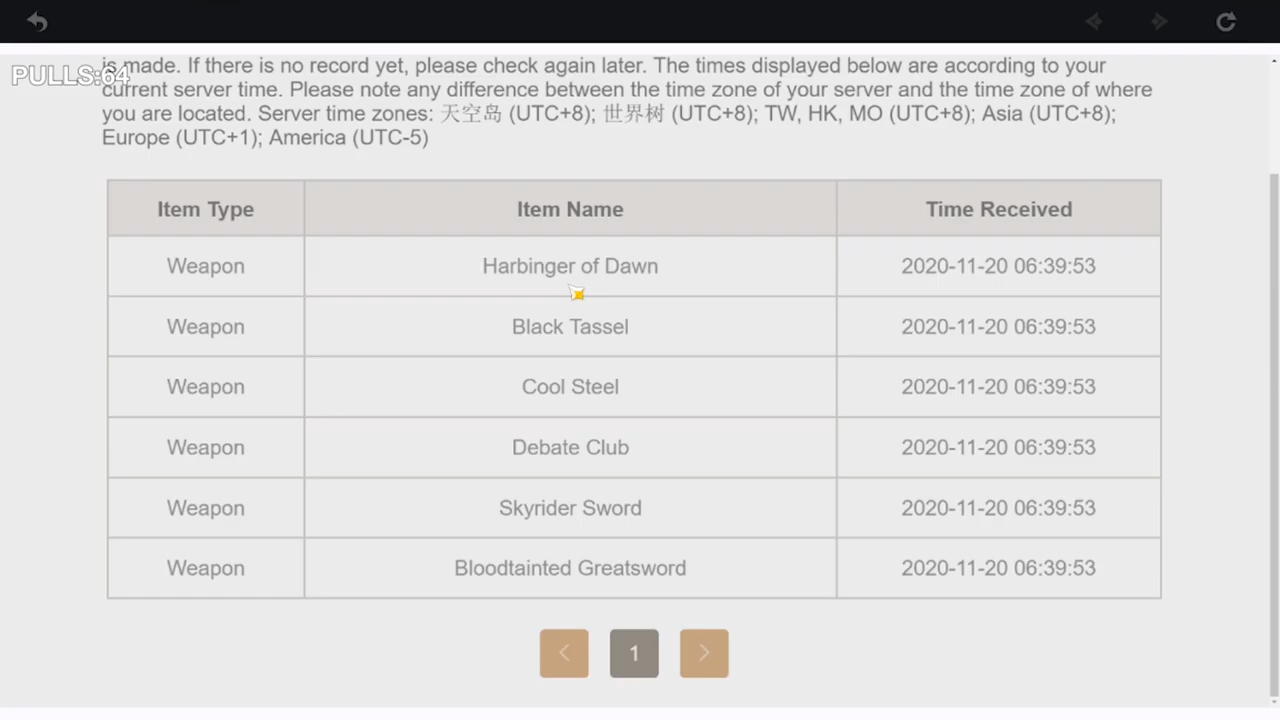 PULLS:64
is made. If there is no record yet, please check again later. The times displayed below are according to your
current server time. Please note any difference between the time zone of your server and the time zone of where
you are located. Server time zones: 天空岛 (UTC+8); 世界树 (UTC+8); TW, HK, MO (UTC+8); Asia (UTC+8);
Europe (UTC+1); America (UTC-5)
Item Type Item Name Time Received
Weapon Harbinger of Dawn 2020-11-20 06:39:53
Weapon Black Tassel 2020-11-20 06:39:53
Weapon Cool Steel 2020-11-20 06:39:53
Weapon Debate Club 2020-11-20 06:39:53
Weapon Skyrider Sword 2020-11-20 06:39:53
Weapon Bloodtainted Greatsword 2020-11-20 06:39:53
1